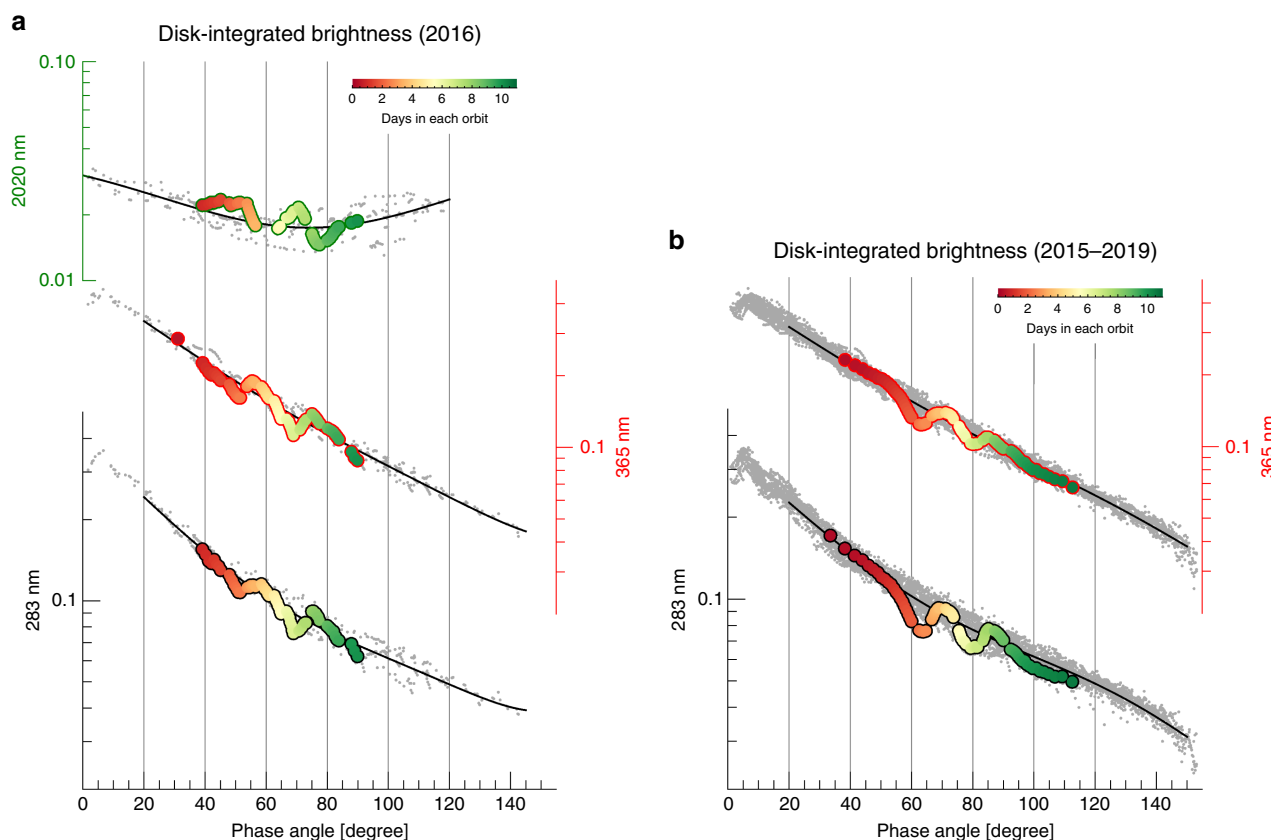 a
Disk-integrated brightness (2016)
0.10
0 2 4 6 8 10
Days in each orbit
2020 nm
0.01
0.1
365 nm
0.1
283 nm
0 20 40 60 80 100 120 140
Phase angle [degree]
b
Disk-integrated brightness (2015–2019)
0 2 4 6 8 10
Days in each orbit
0.1
365 nm
0.1
283 nm
0 20 40 60 80 100 120 140
Phase angle [degree]